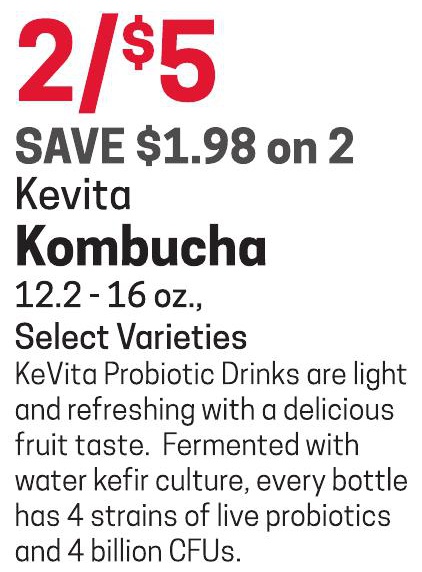 2/$5
SAVE $1.98 on 2
Kevita
Kombucha
12.2 - 16 oz.,
Select Varieties
KeVita Probiotic Drinks are light
and refreshing with a delicious
fruit taste.  Fermented with
water kefir culture, every bottle
has 4 strains of live probiotics
and 4 billion CFUs.